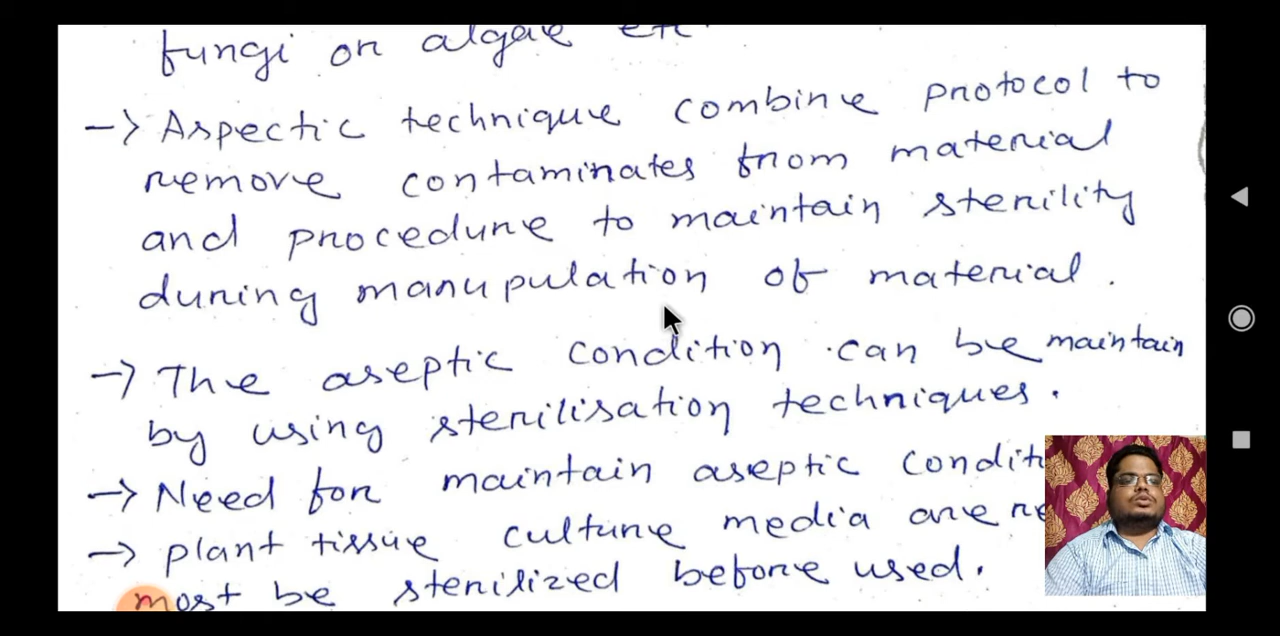 fungi or algae etc
-> Aspectic technique combine protocol to
remove contaminates from material
and procedure to maintain sterility
during manupulation of material.
-> The aseptic condition can be maintain
by using sterilisation techniques.
-> Need for maintain aseptic condit
-> plant tissue culture media are
most be sterilized before used.